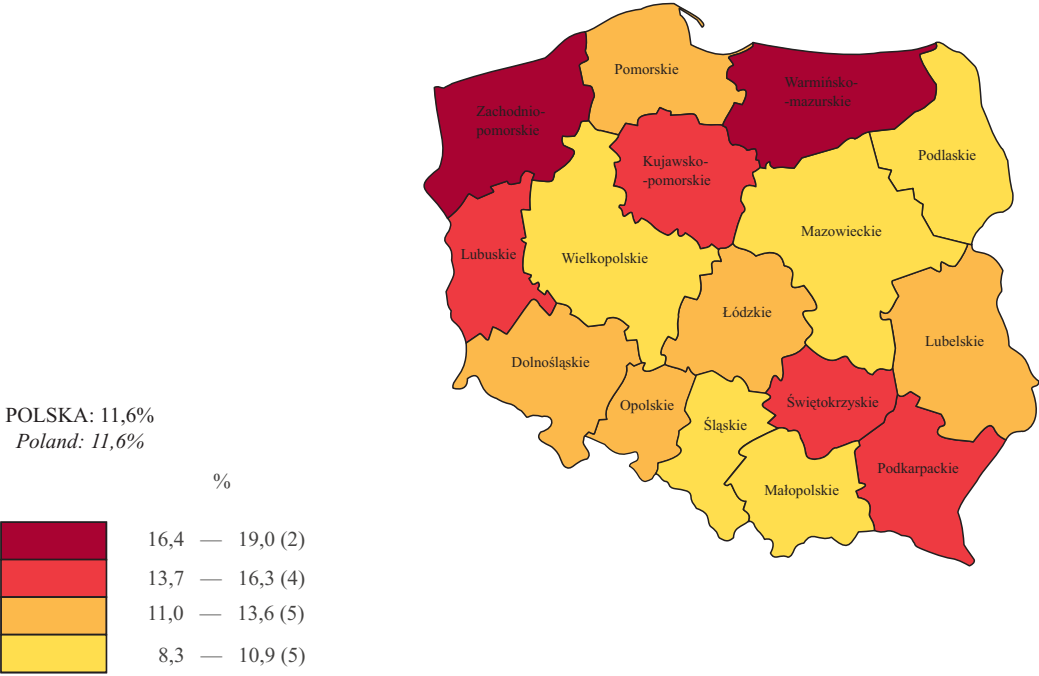 Pomorskie
Warmińsko-
-mazurskie
Zachodnio-
pomorskie
Podlaskie
Kujawsko-
-pomorskie
Mazowieckie
Lubuskie
Wielkopolskie
Łódzkie
Lubelskie
Dolnośląskie
Opolskie
Świętokrzyskie
Śląskie
Podkarpackie
Małopolskie
POLSKA: 11,6%
Poland: 11,6%
%
16,4 — 19,0 (2)
13,7 — 16,3 (4)
11,0 — 13,6 (5)
8,3 — 10,9 (5)